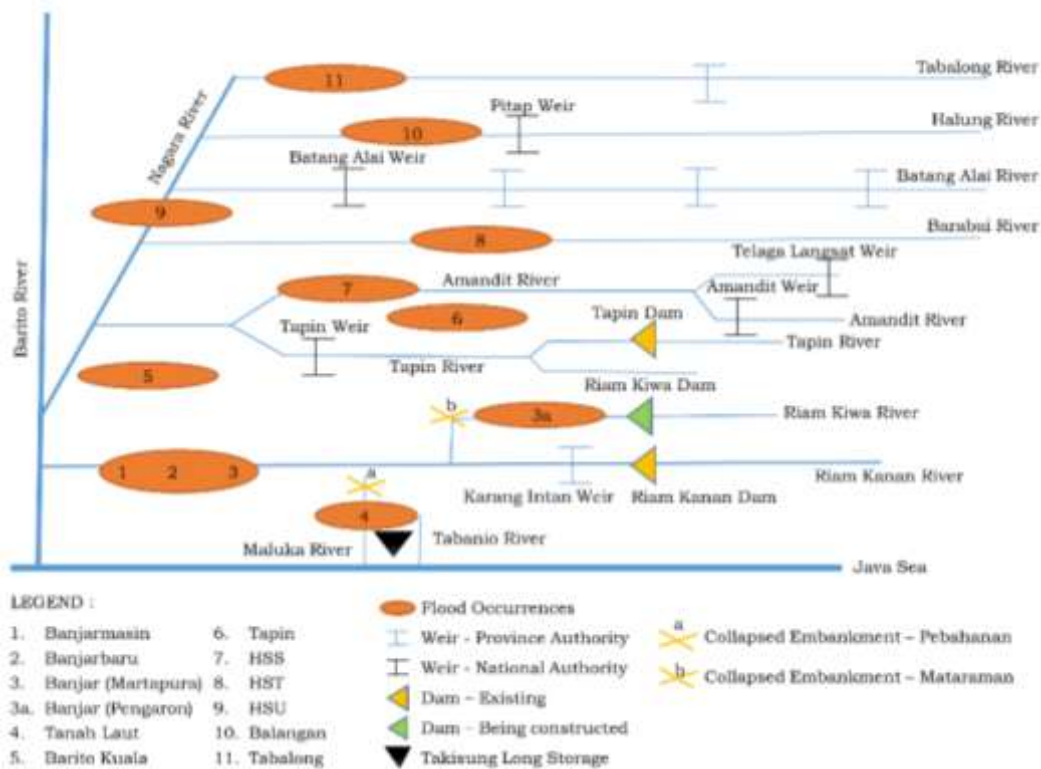 Tabalong River
11
Nagara River
Pitap Weir
Halung River
10
Batang Alai Weir
Batang Alai River
9
Barabai River
8
Telaga Langsat Weir
Barito River
Amandit River
7
Amandit Weir
6
Tapin Dam
Amandit River
Tapin Weir
Tapin River
Tapin River
5
Riam Kiwa Dam
b
3a
Riam Kiwa River
1 2 3
a
Karang Intan Weir
Riam Kanan Dam
Riam Kanan River
4
Maluka River
Tabanio River
Java Sea
LEGEND :
1. Banjarmasin
2. Banjarbaru
3. Banjar (Martapura)
3a. Banjar (Pengaron)
4. Tanah Laut
5. Barito Kuala
6. Tapin
7. HSS
8. HST
9. HSU
10. Balangan
11. Tabalong
Flood Occurrences
Weir - Province Authority
Weir - National Authority
Dam - Existing
Dam - Being constructed
Takisung Long Storage
a
Collapsed Embankment – Pebahanan
b
Collapsed Embankment – Mataraman